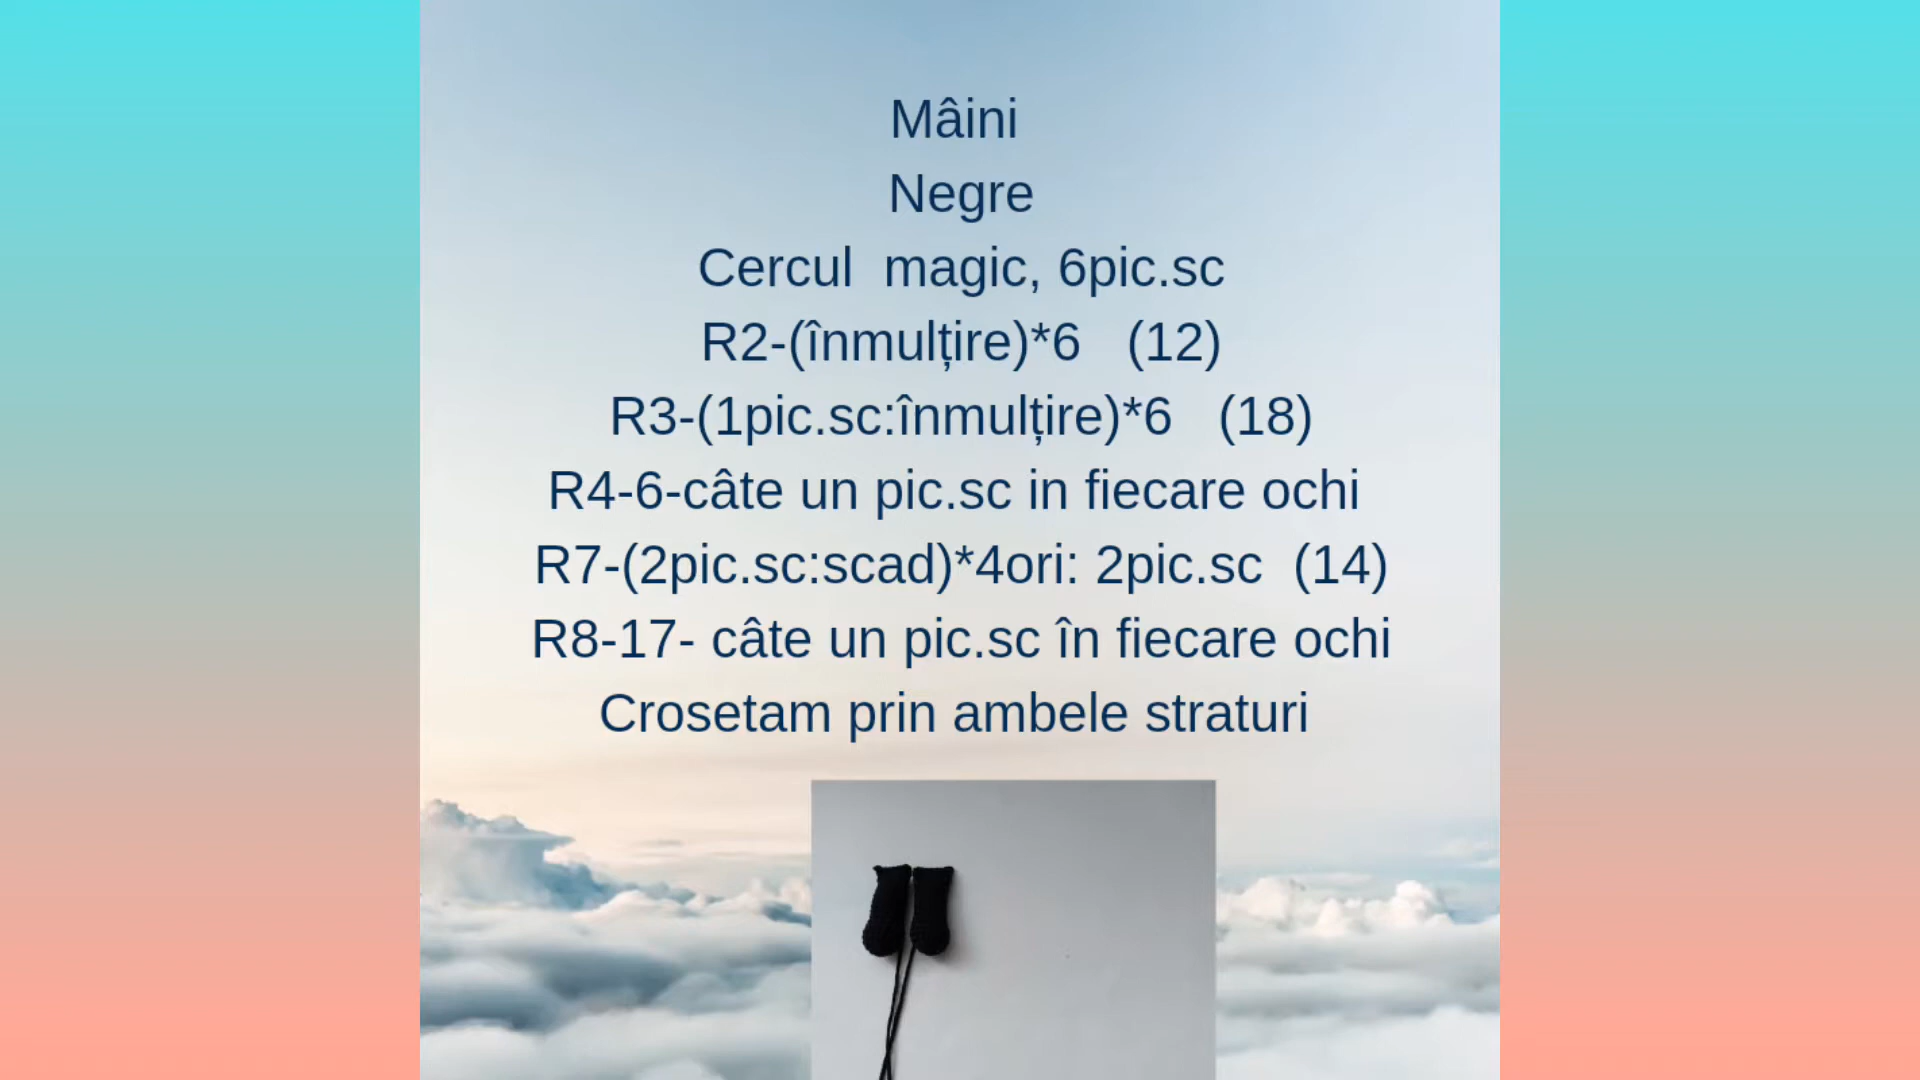 Mâini
Negre
Cercul  magic, 6pic.sc
R2-(înmulțire)*6   (12)
R3-(1pic.sc:înmulțire)*6   (18)
R4-6-câte un pic.sc in fiecare ochi
R7-(2pic.sc:scad)*4ori: 2pic.sc  (14)
R8-17- câte un pic.sc în fiecare ochi
Crosetam prin ambele straturi